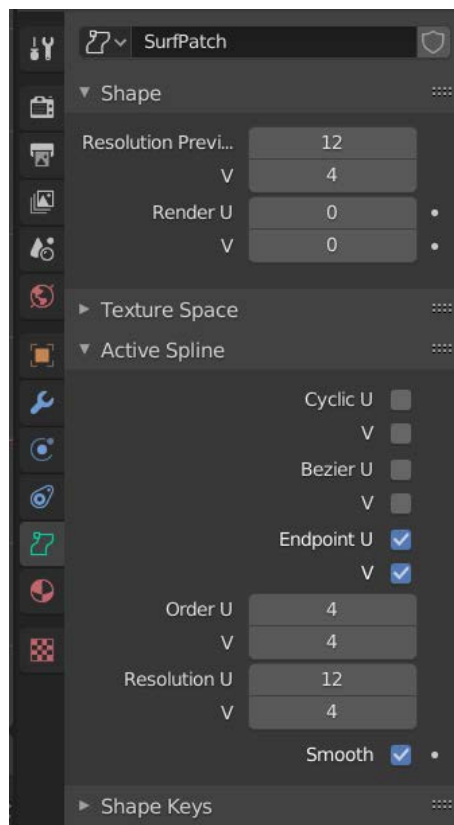 SurfPatch
Shape
Resolution Previ... 12
V 4
Render U 0
V 0
Texture Space
Active Spline
Cyclic U
V
Bezier U
V
Endpoint U
V
Order U 4
V 4
Resolution U 12
V 4
Smooth
Shape Keys